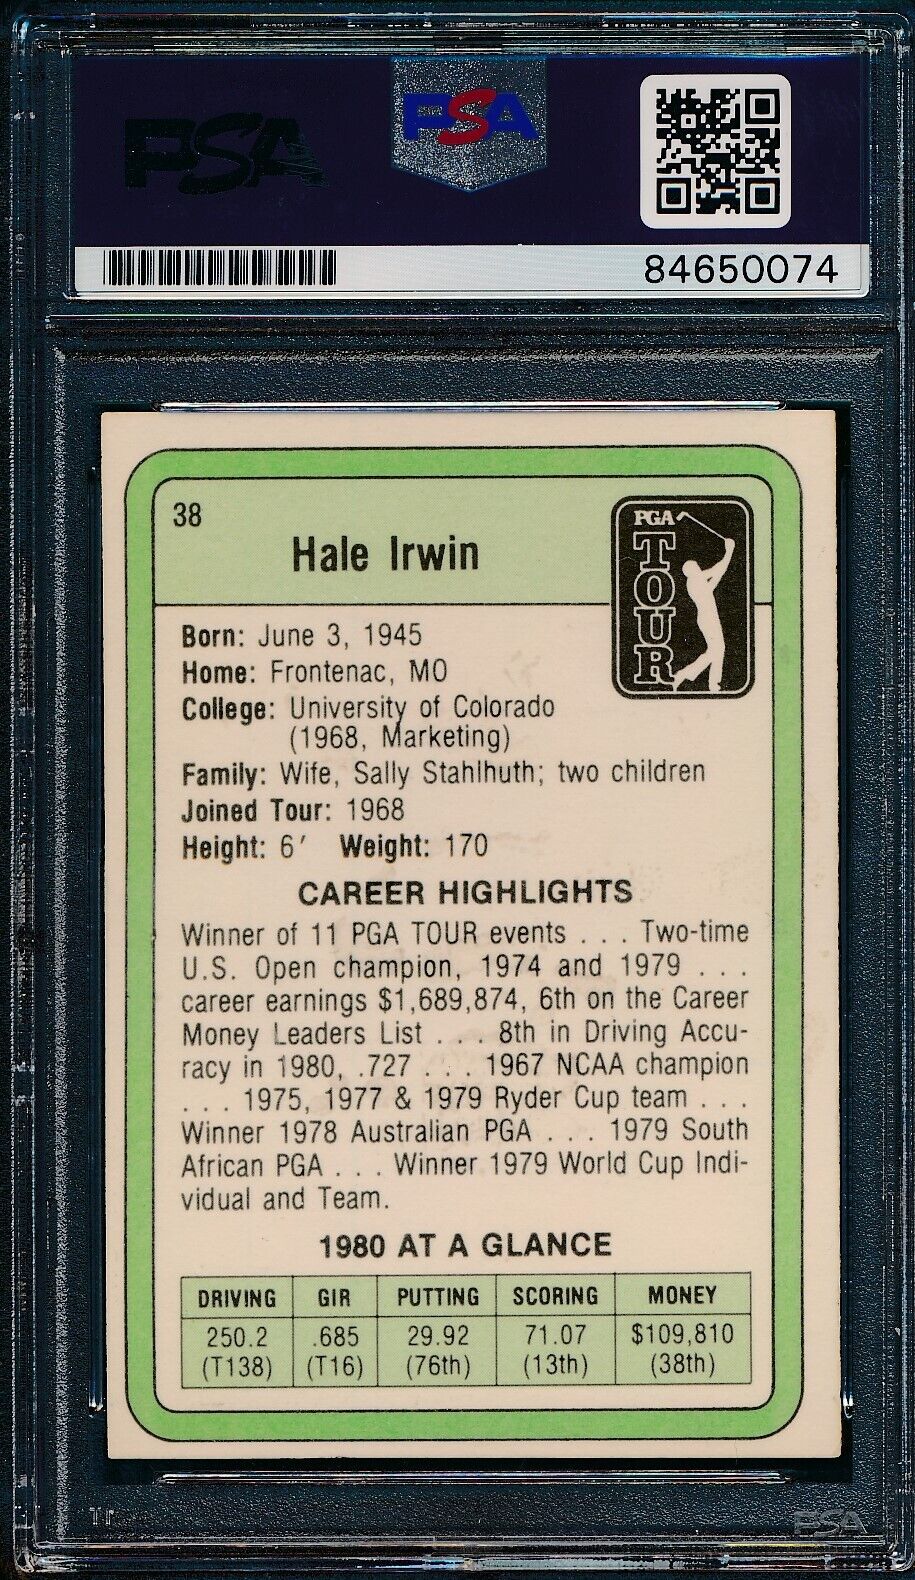 PSA
PSA
84650074
38
Hale Irwin
PGA
TOUR
Born: June 3, 1945
Home: Frontenac, MO
College: University of Colorado
(1968, Marketing)
Family: Wife, Sally Stahlhuth; two children
Joined Tour: 1968
Height: 6′ Weight: 170
CAREER HIGHLIGHTS
Winner of 11 PGA TOUR events . . . Two-time
U.S. Open champion, 1974 and 1979 . . .
career earnings $1,689,874, 6th on the Career
Money Leaders List . . . 8th in Driving Accu-
racy in 1980, .727 . . . 1967 NCAA champion
. . . 1975, 1977 & 1979 Ryder Cup team . . .
Winner 1978 Australian PGA . . . 1979 South
African PGA . . . Winner 1979 World Cup Indi-
vidual and Team.
1980 AT A GLANCE
DRIVING GIR PUTTING SCORING MONEY
250.2 .685 29.92 71.07 $109,810
(T138) (T16) (76th) (13th) (38th)
PSA